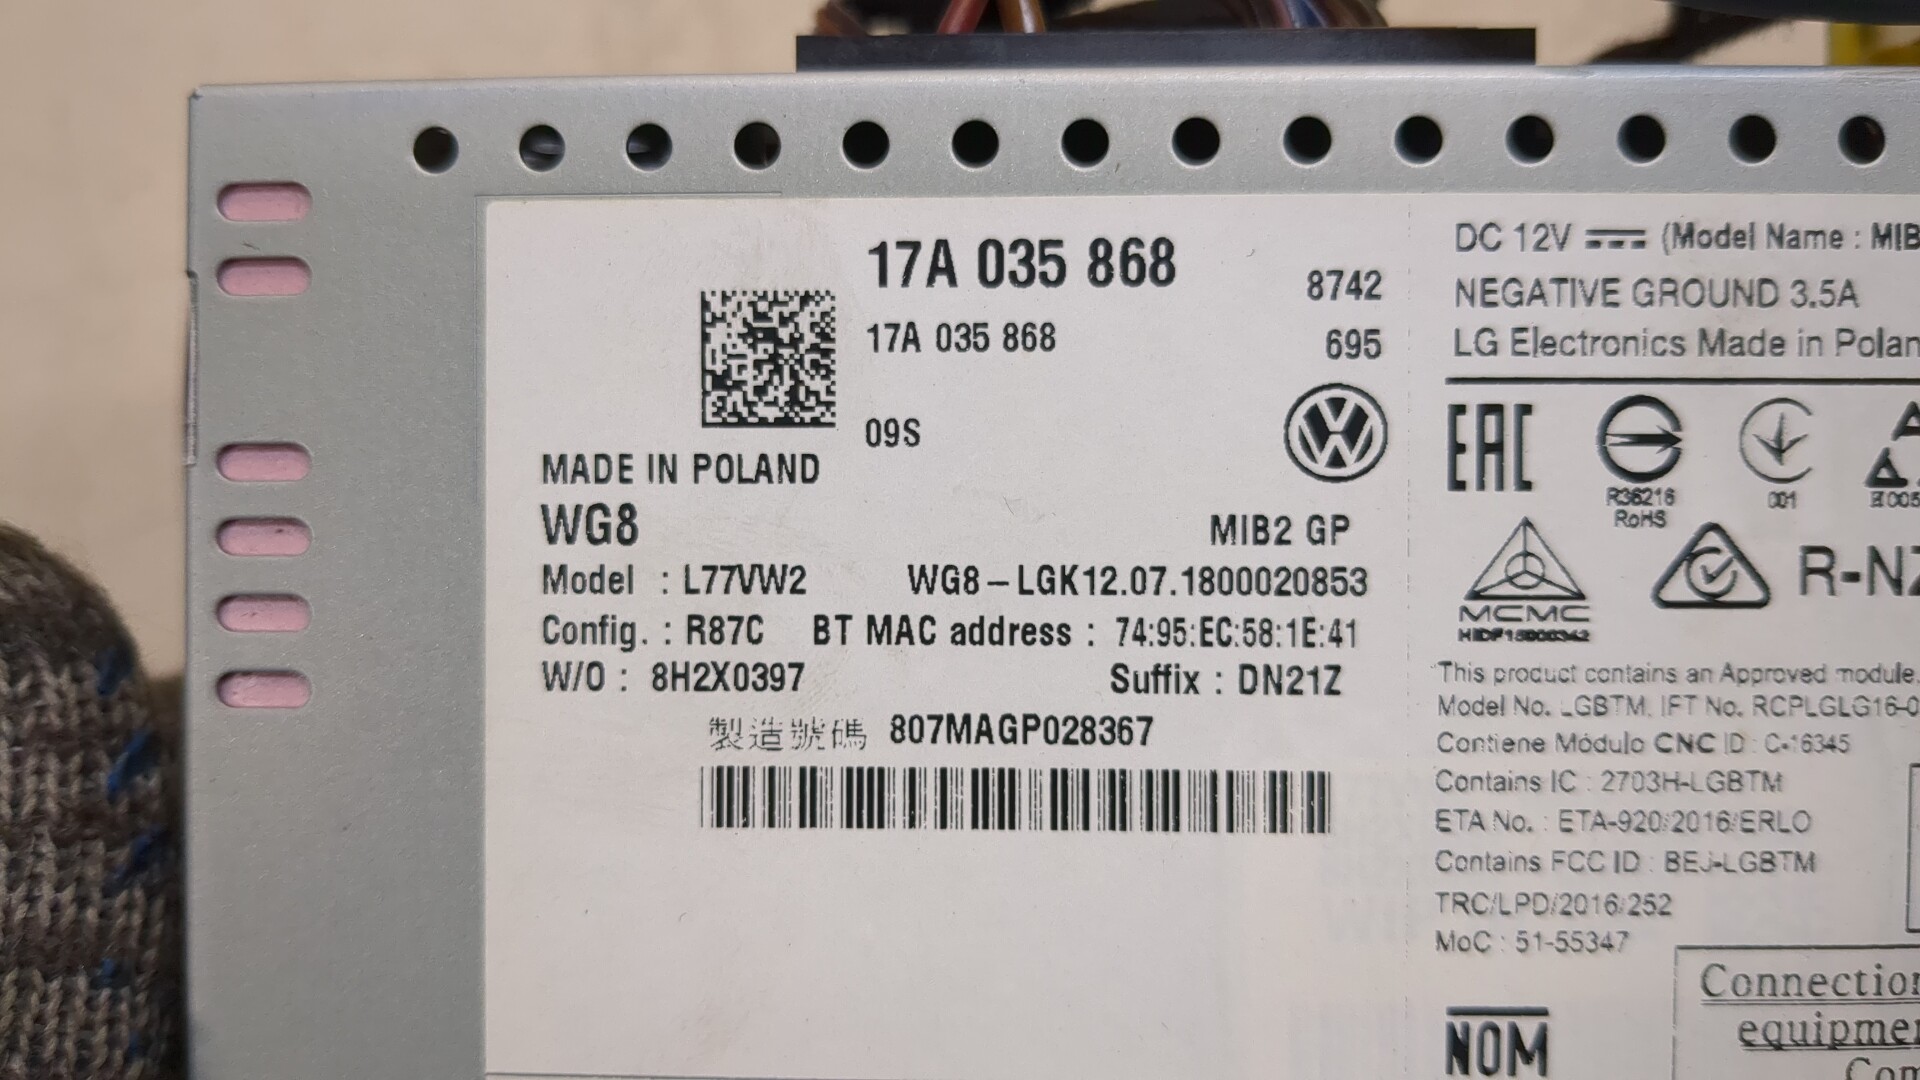 17A 035 868
8742
17A 035 868
695
09S
MADE IN POLAND
WG8
MIB2 GP
Model : L77VW2 WG8-LGK12.07.1800020853
Config. : R87C BT MAC address : 74:95:EC:58:1E:41
W/O : 8H2X0397 Suffix : DN21Z
製造號碼 807MAGP028367
DC 12V (Model Name : MIB
NEGATIVE GROUND 3.5A
LG Electronics Made in Polan
EAC
R36216
RoHS
001
MCMC
HIDF15000342
R-NZ
This product contains an Approved module.
Model No. LGBTM, IFT No. RCPLGLG16-0
Contiene Módulo CNC ID : C-16345
Contains IC : 2703H-LGBTM
ETA No. : ETA-920/2016/ERLO
Contains FCC ID : BEJ-LGBTM
TRC/LPD/2016/252
MoC : 51-55347
NOM
Connection
equipme
Com